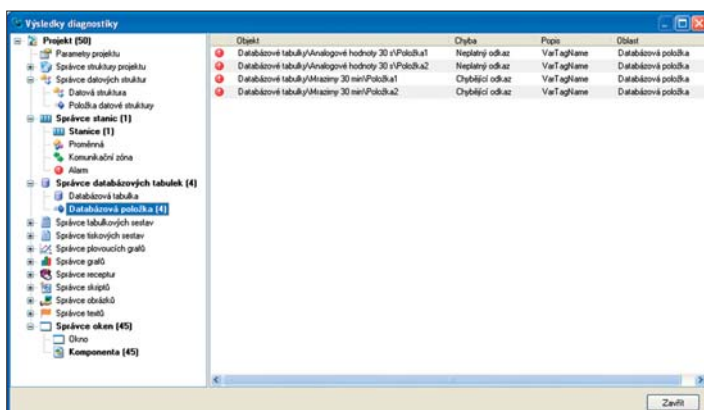 Výsledky diagnostiky
Projekt (50)
Parametry projektu
Správce struktury projektu
Správce datových struktur
Datová struktura
Položka datové struktury
Správce stanic (1)
Stanice (1)
Proměnná
Komunikační zóna
Alarm
Správce databázových tabulek (4)
Databázová tabulka
Databázová položka (4)
Správce tabulkových sestav
Správce tiskových sestav
Správce plovoucích grafů
Správce grafů
Správce receptur
Správce skriptů
Správce obrázků
Správce textů
Správce oken (45)
Okno
Komponenta (45)
Objekt Chyba Popis Oblast
Databázové tabulky\Analogové hodnoty 30 s\Položka1 Neplatný odkaz VarTagName Databázová položka
Databázové tabulky\Analogové hodnoty 30 s\Položka2 Neplatný odkaz VarTagName Databázová položka
Databázové tabulky\Mrazirny 30 min\Položka1 Chybějící odkaz VarTagName Databázová položka
Databázové tabulky\Mrazirny 30 min\Položka2 Chybějící odkaz VarTagName Databázová položka
Zavřít